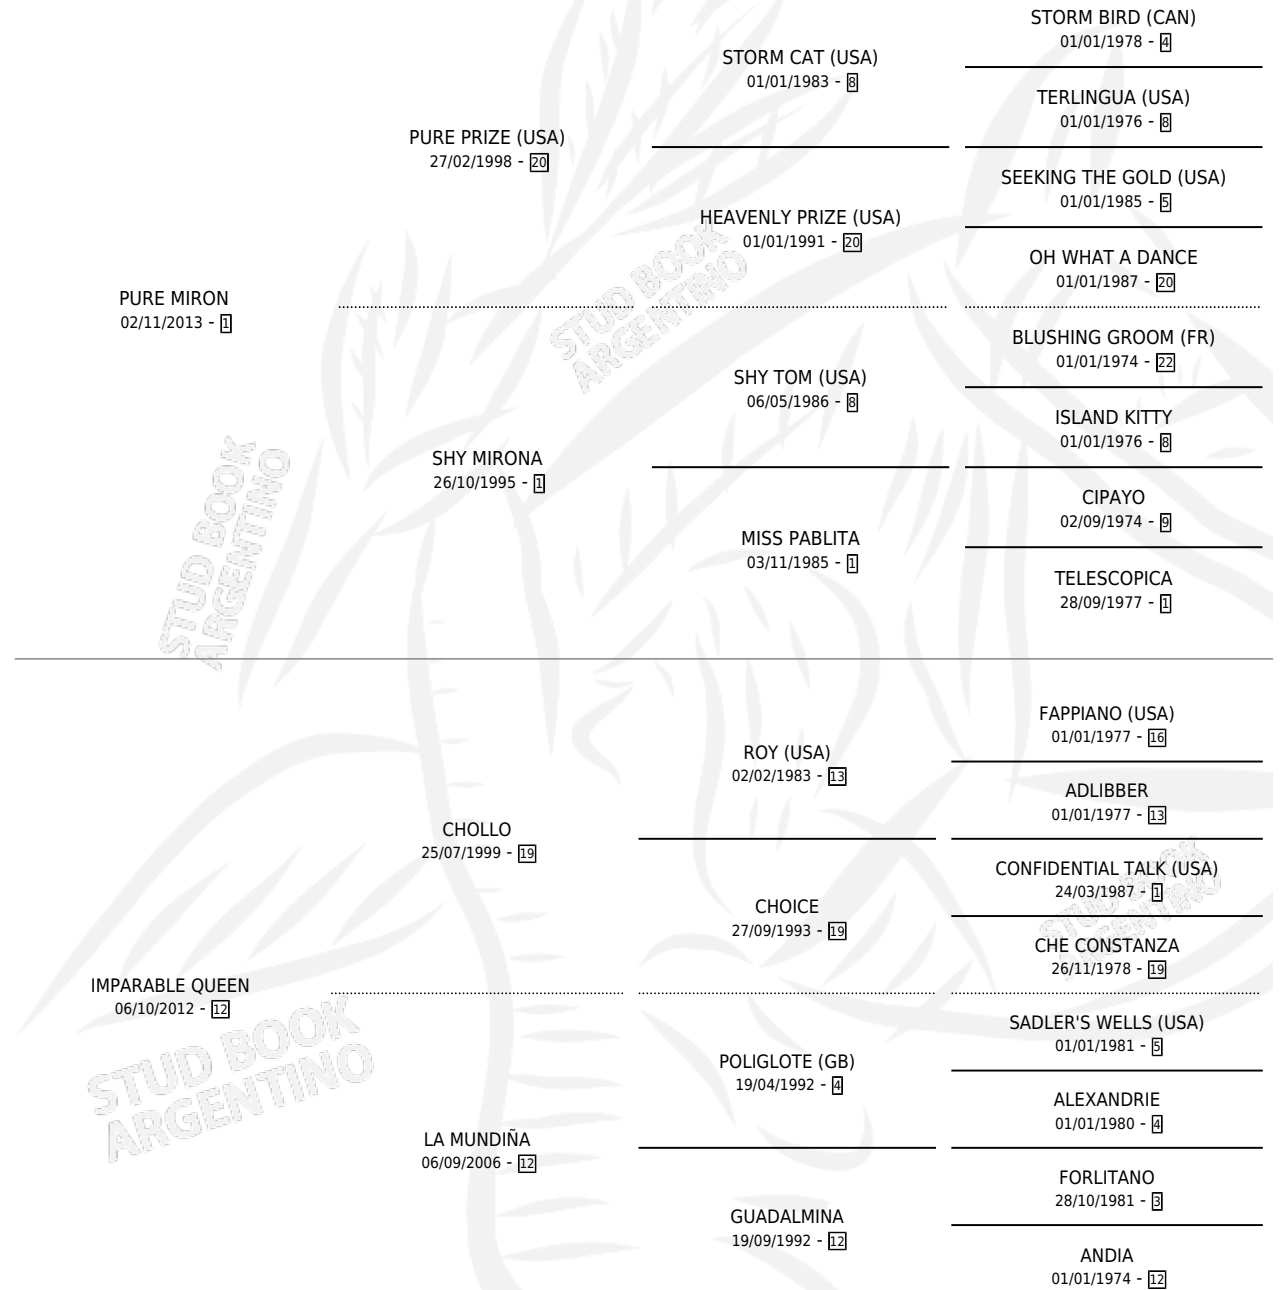 STORM BIRD (CAN)
01/01/1978 - 4
STORM CAT (USA)
01/01/1983 - 8
TERLINGUA (USA)
01/01/1976 - 8
PURE PRIZE (USA)
27/02/1998 - 20
SEEKING THE GOLD (USA)
01/01/1985 - 5
HEAVENLY PRIZE (USA)
01/01/1991 - 20
OH WHAT A DANCE
01/01/1987 - 20
PURE MIRON
02/11/2013 - 1
BLUSHING GROOM (FR)
01/01/1974 - 22
SHY TOM (USA)
06/05/1986 - 8
ISLAND KITTY
01/01/1976 - 8
SHY MIRONA
26/10/1995 - 1
CIPAYO
02/09/1974 - 9
MISS PABLITA
03/11/1985 - 1
TELESCOPICA
28/09/1977 - 1
FAPPIANO (USA)
01/01/1977 - 16
ROY (USA)
02/02/1983 - 13
ADLIBBER
01/01/1977 - 13
CHOLLO
25/07/1999 - 19
CONFIDENTIAL TALK (USA)
24/03/1987 - 1
CHOICE
27/09/1993 - 19
CHE CONSTANZA
26/11/1978 - 19
IMPARABLE QUEEN
06/10/2012 - 12
SADLER'S WELLS (USA)
01/01/1981 - 5
POLIGLOTE (GB)
19/04/1992 - 4
ALEXANDRIE
01/01/1980 - 4
LA MUNDIÑA
06/09/2006 - 12
FORLITANO
28/10/1981 - 3
GUADALMINA
19/09/1992 - 12
ANDIA
01/01/1974 - 12
STUD BOOK
ARGENTINO
STUD BOOK
ARGENTINO
STUD BOOK
ARGENTINO
STUD BOOK
ARGENTINO